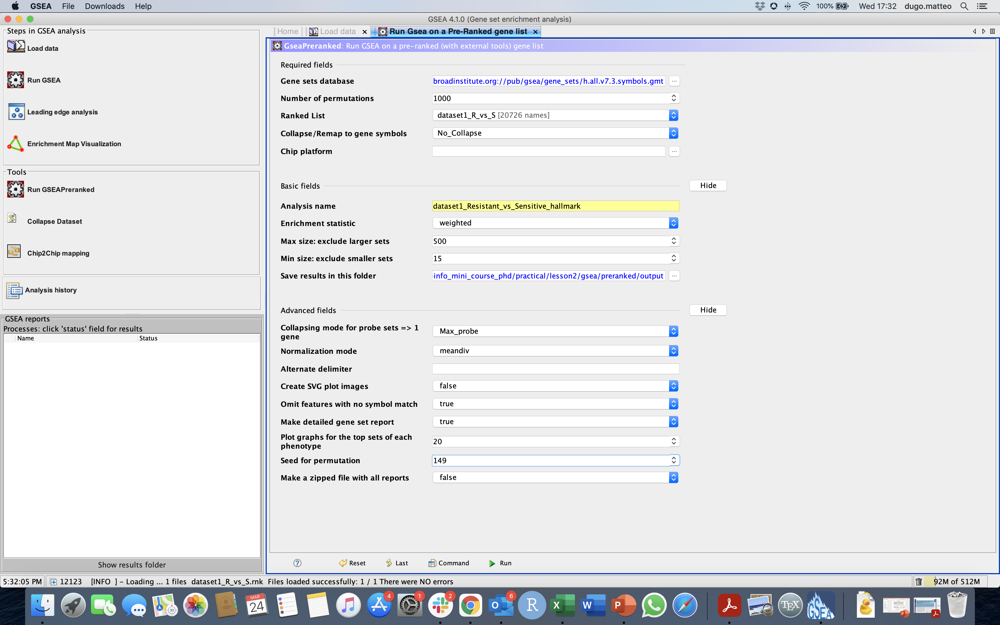 GSEA File Downloads Help 100% Wed 17:32 dugo.matteo
GSEA 4.1.0 (Gene set enrichment analysis)
Steps in GSEA analysis
Load data
Run GSEA
Leading edge analysis
Enrichment Map Visualization
Tools
Run GSEAPreranked
Collapse Dataset
Chip2Chip mapping
Analysis history
GSEA reports
Processes: click 'status' field for results
Name Status
Show results folder
Home Load data Run Gsea on a Pre-Ranked gene list
GseaPreranked: Run GSEA on a pre-ranked (with external tools) gene list
Required fields
Gene sets database broadinstitute.org://pub/gsea/gene_sets/h.all.v7.3.symbols.gmt ...
Number of permutations 1000
Ranked List dataset1_R_vs_S [20726 names]
Collapse/Remap to gene symbols No_Collapse
Chip platform ...
Basic fields Hide
Analysis name dataset1_Resistant_vs_Sensitive_hallmark
Enrichment statistic weighted
Max size: exclude larger sets 500
Min size: exclude smaller sets 15
Save results in this folder info_mini_course_phd/practical/lesson2/gsea/preranked/output ...
Advanced fields Hide
Collapsing mode for probe sets => 1
gene Max_probe
Normalization mode meandiv
Alternate delimiter
Create SVG plot images false
Omit features with no symbol match true
Make detailed gene set report true
Plot graphs for the top sets of each
phenotype 20
Seed for permutation 149
Make a zipped file with all reports false
? Reset Last Command Run
5:32:05 PM 12123 [INFO ] - Loading ... 1 files dataset1_R_vs_S.rnk Files loaded successfully: 1 / 1 There were NO errors 92M of 512M
3D MAR 24 4 1 2 O 6 R X W P TEX GSEA P